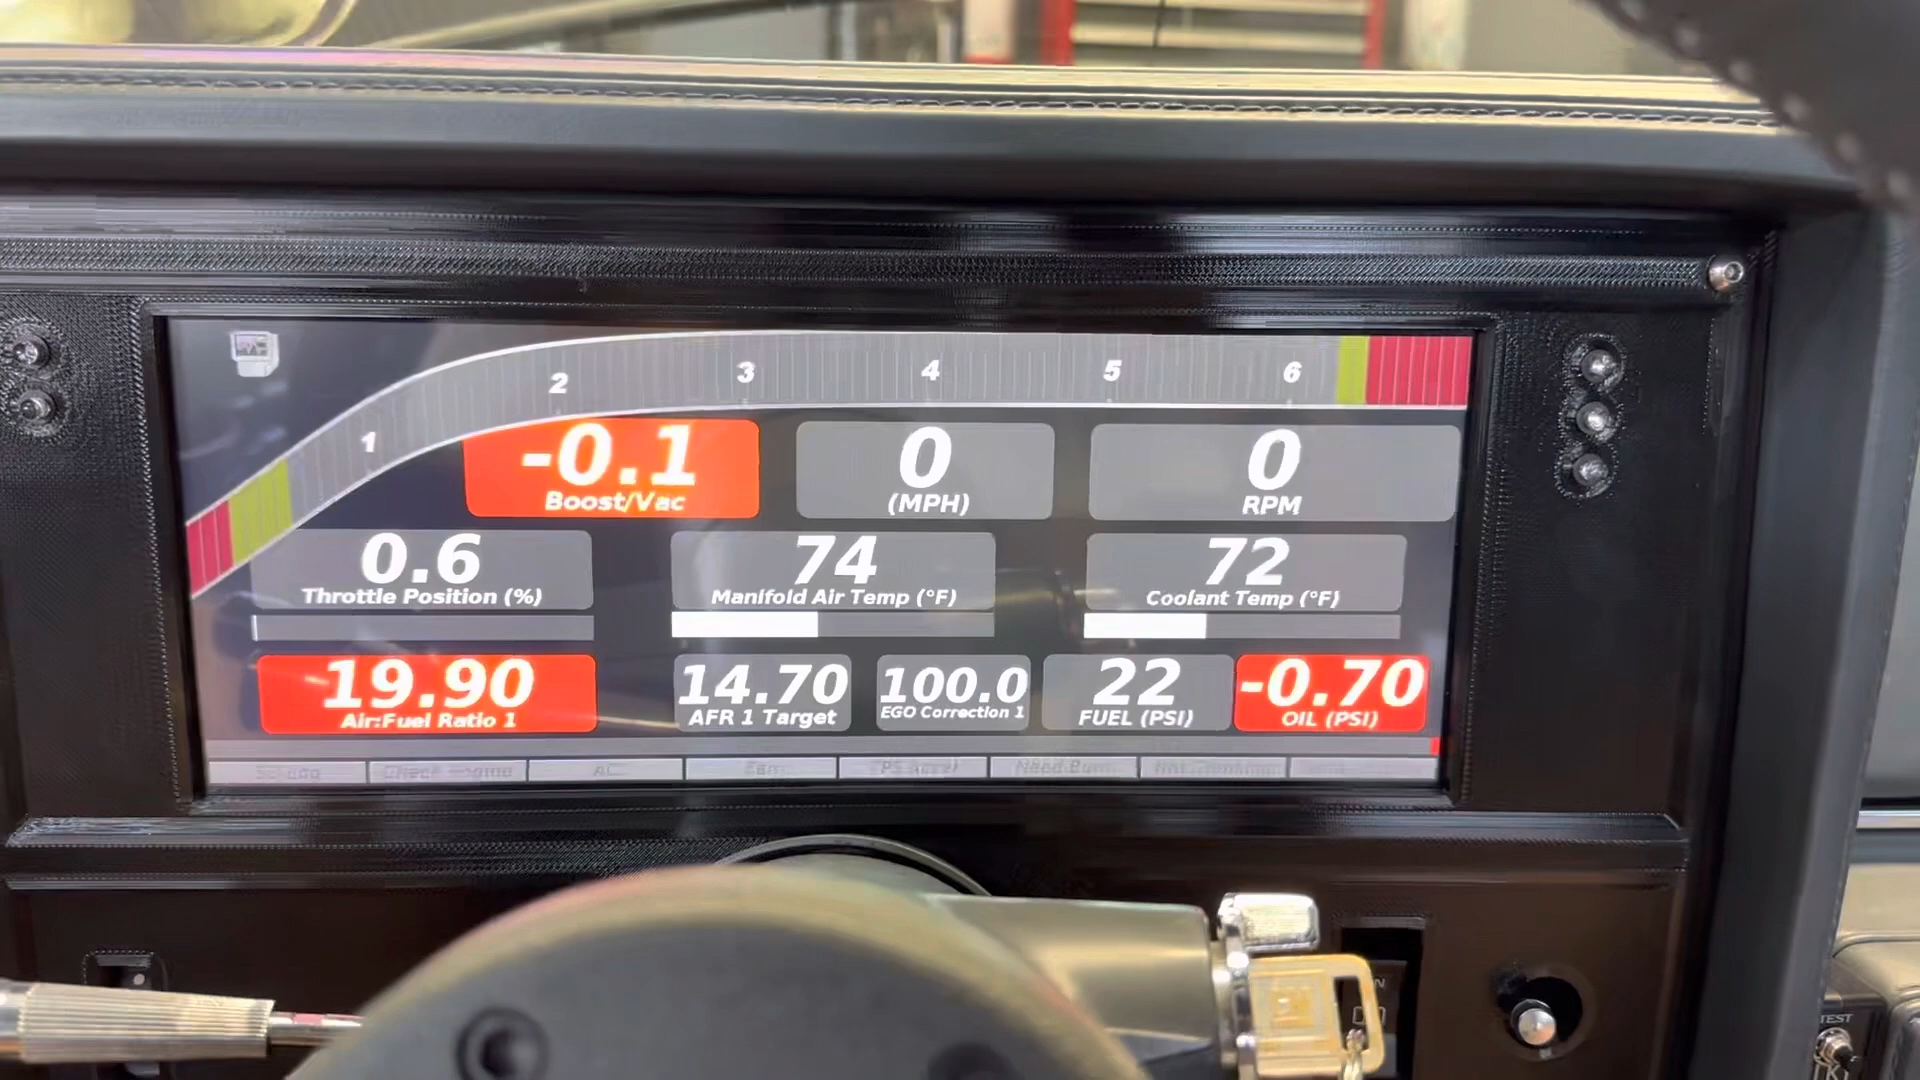 1 2 3 4 5 6
-0.1
Boost/Vac
0
(MPH)
0
RPM
0.6
Throttle Position (%)
74
Manifold Air Temp (°F)
72
Coolant Temp (°F)
19.90
Air:Fuel Ratio 1
14.70
AFR 1 Target
100.0
EGO Correction 1
22
FUEL (PSI)
-0.70
OIL (PSI)
TEST